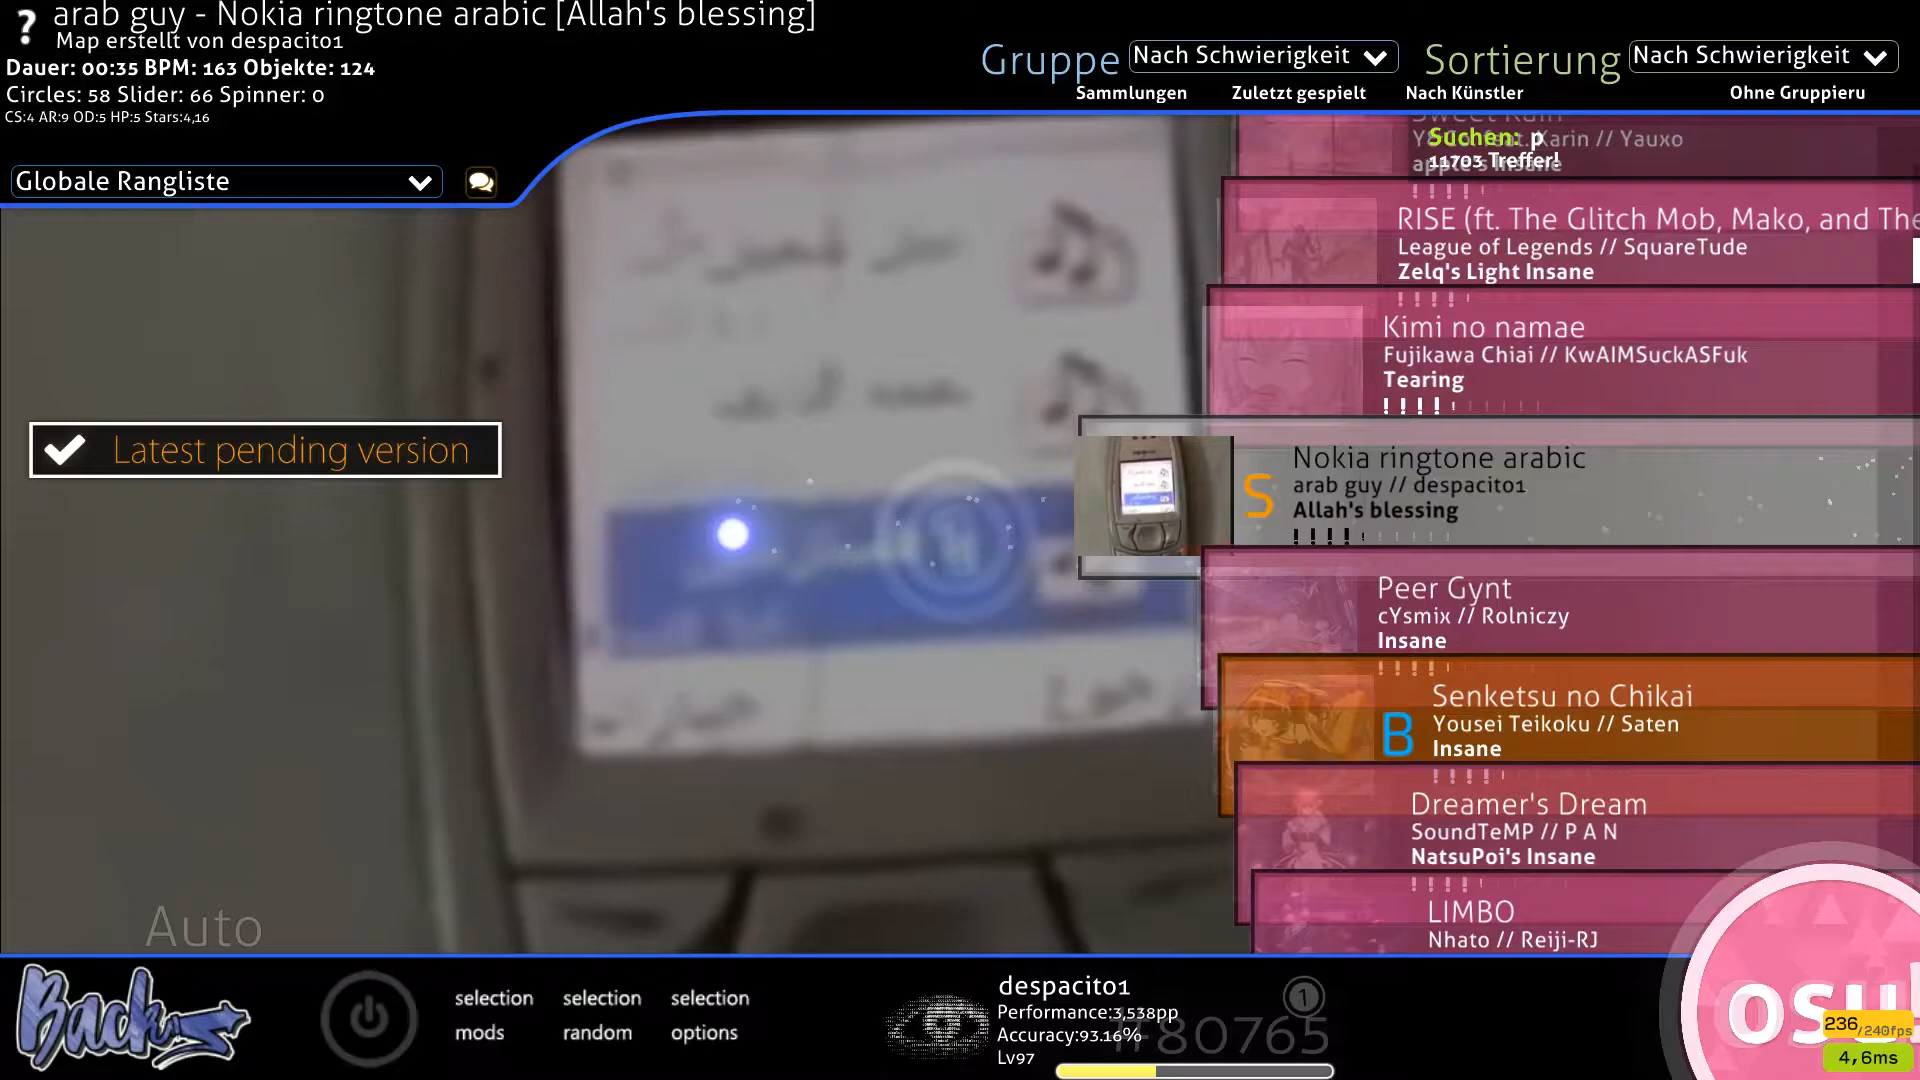 arab guy - Nokia ringtone arabic [Allah's blessing]
Map erstellt von despacito1
Dauer: 00:35 BPM: 163 Objekte: 124
Circles: 58 Slider: 66 Spinner: 0
CS:4 AR:9 OD:5 HP:5 Stars:4,16
Gruppe Nach Schwierigkeit
Sortierung Nach Schwierigkeit
Sammlungen Zuletzt gespielt Nach Künstler Ohne Gruppieru
Globale Rangliste
Suchen: p
11703 Treffer!
Karin // Yauxo
RISE (ft. The Glitch Mob, Mako, and The
League of Legends // SquareTude
Zelq's Light Insane
Kimi no namae
Fujikawa Chiai // KwAIMSuckASFuk
Tearing
Latest pending version
S
Nokia ringtone arabic
arab guy // despacito1
Allah's blessing
Peer Gynt
cYsmix // Rolniczy
Insane
B
Senketsu no Chikai
Yousei Teikoku // Saten
Insane
Dreamer's Dream
SoundTeMP // P A N
NatsuPoi's Insane
LIMBO
Nhato // Reiji-RJ
Auto
Back
selection mods
selection random
selection options
despacito1
Performance:3,538pp
Accuracy:93.16%
Lv97
#80765
1
osu
236/240fps
4,6ms